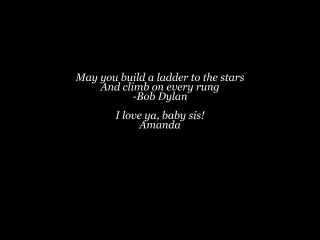 May you build a ladder to the stars
And climb on every rung
-Bob Dylan
I love ya, baby sis!
Amanda